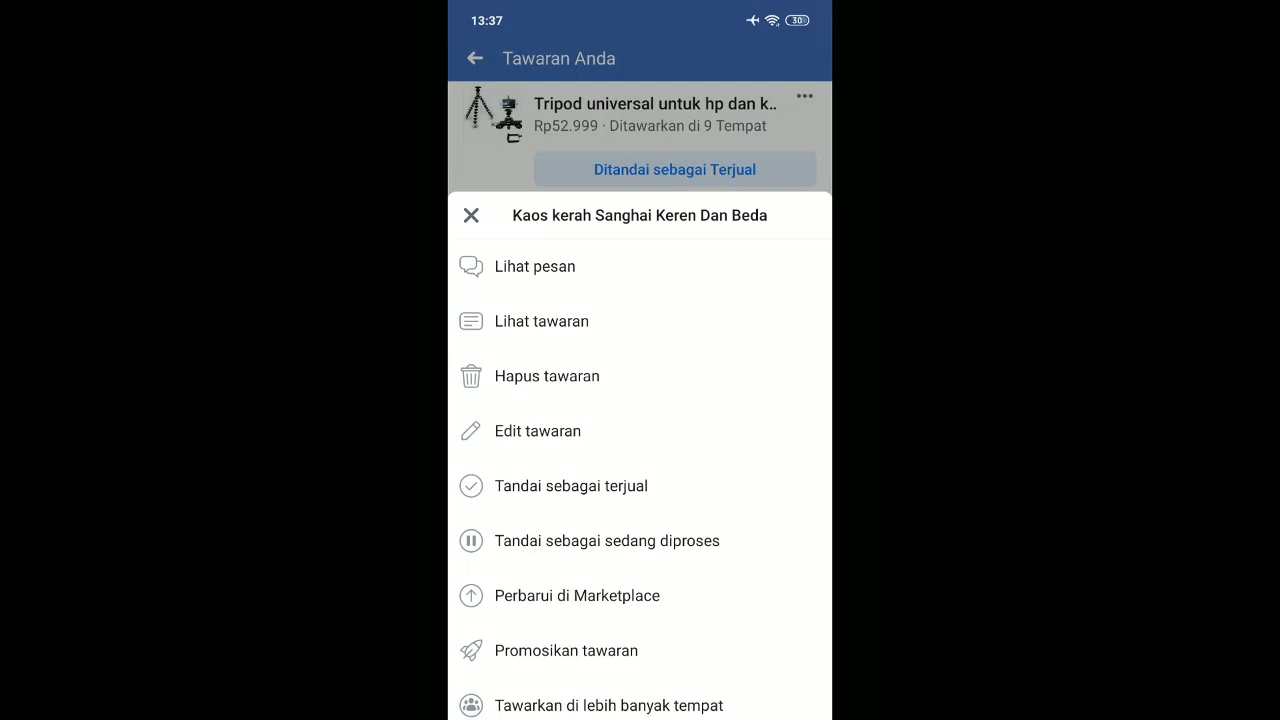 13:37
30
Tawaran Anda
Tripod universal untuk hp dan k..
Rp52.999 · Ditawarkan di 9 Tempat
Ditandai sebagai Terjual
Kaos kerah Sanghai Keren Dan Beda
Lihat pesan
Lihat tawaran
Hapus tawaran
Edit tawaran
Tandai sebagai terjual
Tandai sebagai sedang diproses
Perbarui di Marketplace
Promosikan tawaran
Tawarkan di lebih banyak tempat